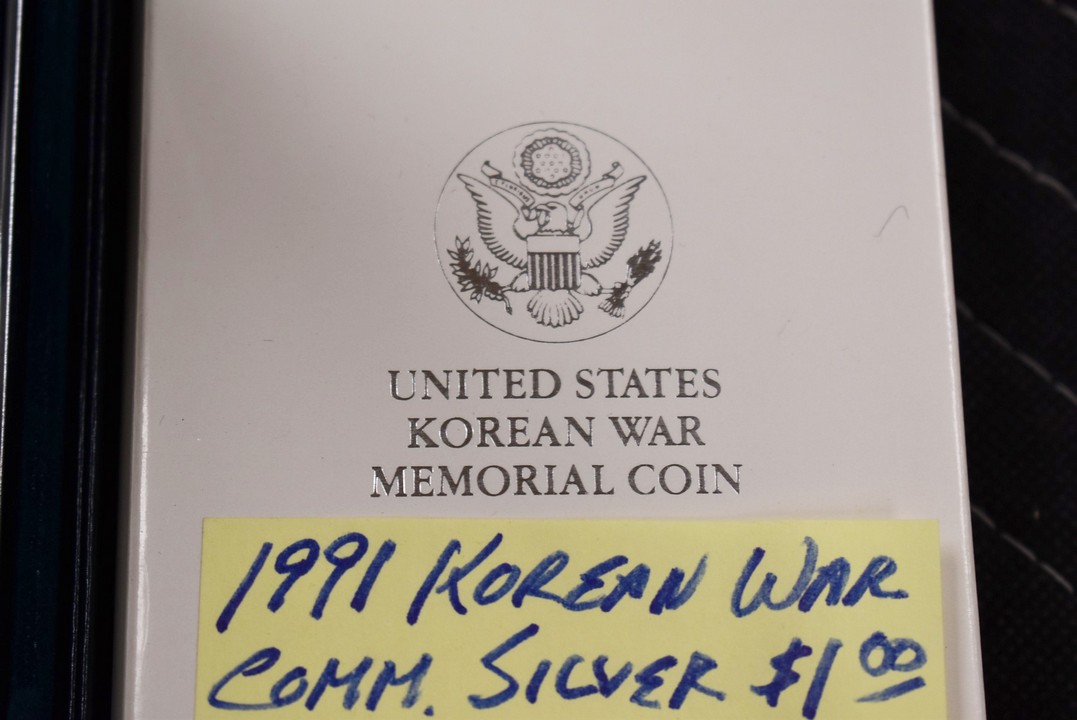 UNITED STATES
KOREAN WAR
MEMORIAL COIN
1991 KOREAN WAR
COMM. SILVER $1.00